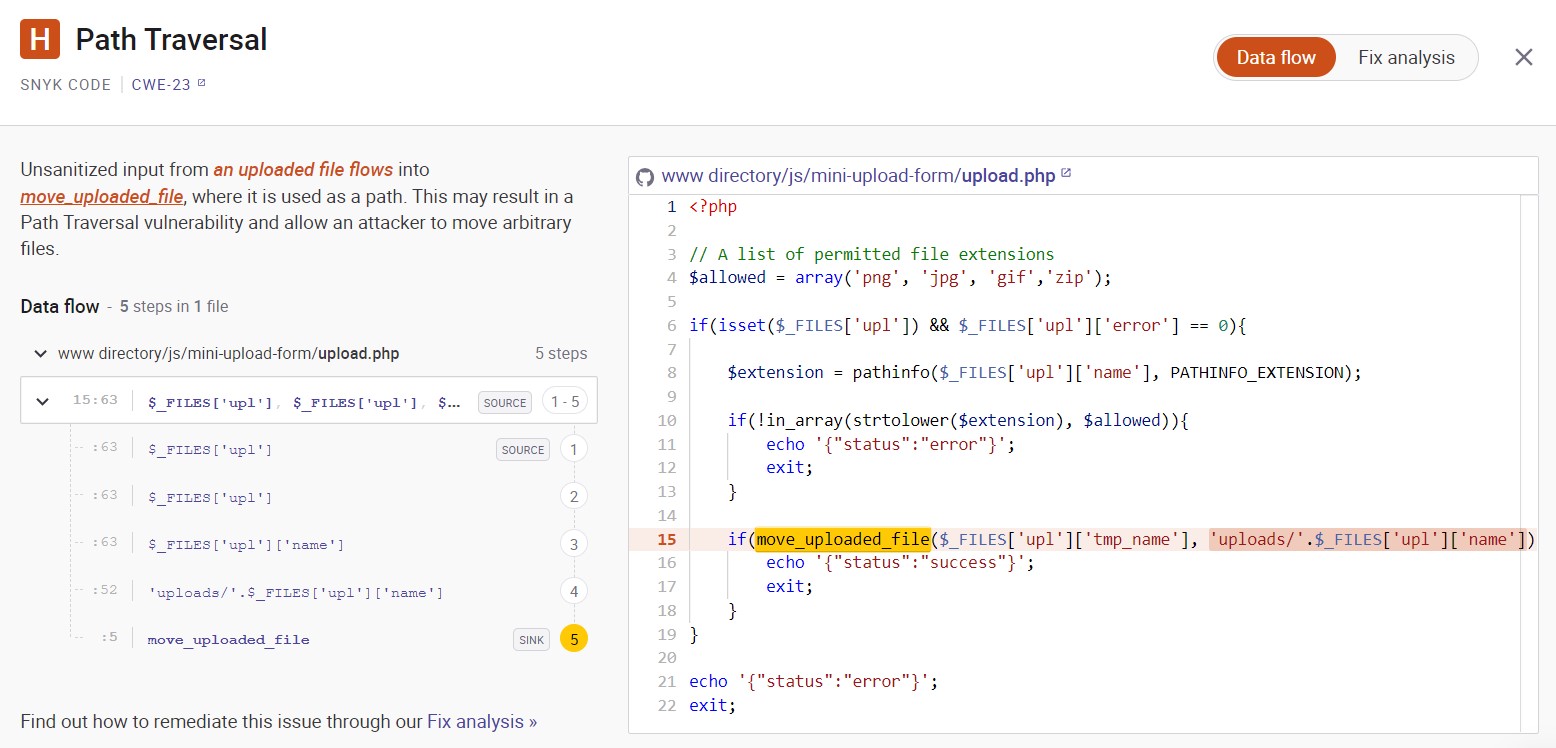 H Path Traversal
SNYK CODE | CWE-23
Data flow Fix analysis
Unsanitized input from an uploaded file flows into
move_uploaded_file, where it is used as a path. This may result in a
Path Traversal vulnerability and allow an attacker to move arbitrary
files.
Data flow - 5 steps in 1 file
www directory/js/mini-upload-form/upload.php 5 steps
15:63 $_FILES['upl'], $_FILES['upl'], $... SOURCE 1 - 5
:63 $_FILES['upl'] SOURCE 1
:63 $_FILES['upl'] 2
:63 $_FILES['upl']['name'] 3
:52 'uploads/'.$_FILES['upl']['name'] 4
:5 move_uploaded_file SINK 5
Find out how to remediate this issue through our Fix analysis »
www directory/js/mini-upload-form/upload.php
1 <?php
2
3 // A list of permitted file extensions
4 $allowed = array('png', 'jpg', 'gif','zip');
5
6 if(isset($_FILES['upl']) && $_FILES['upl']['error'] == 0){
7
8 $extension = pathinfo($_FILES['upl']['name'], PATHINFO_EXTENSION);
9
10 if(!in_array(strtolower($extension), $allowed)){
11 echo '{"status":"error"}';
12 exit;
13 }
14
15 if(move_uploaded_file($_FILES['upl']['tmp_name'], 'uploads/'.$_FILES['upl']['name'])
16 echo '{"status":"success"}';
17 exit;
18 }
19 }
20
21 echo '{"status":"error"}';
22 exit;